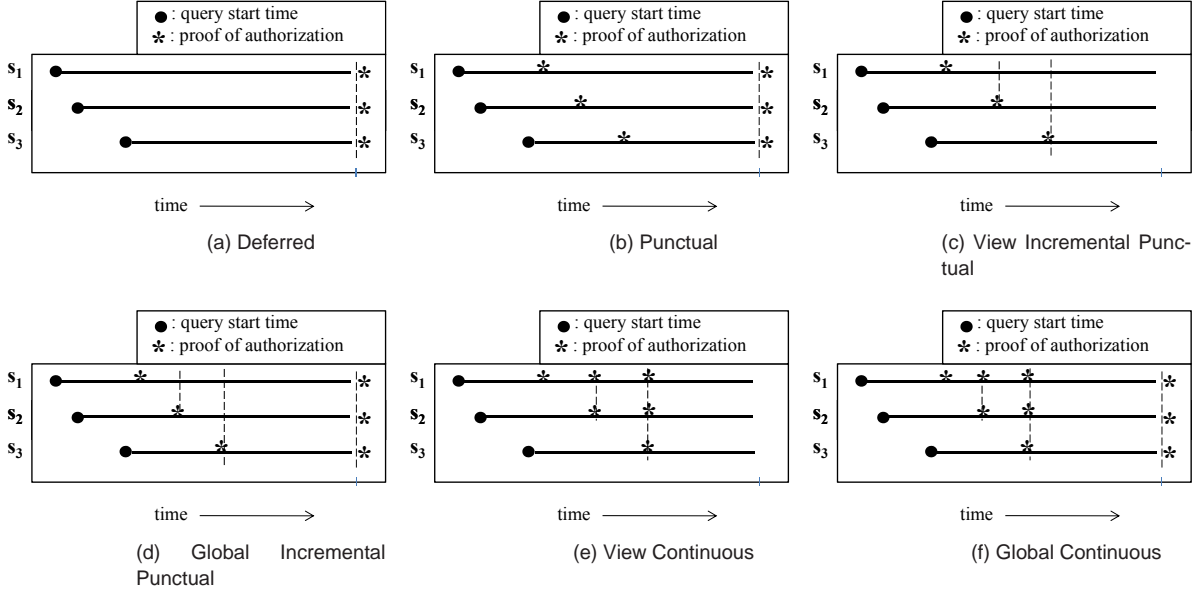 ● : query start time
* : proof of authorization
s1
s2
s3
time
(a) Deferred
● : query start time
* : proof of authorization
s1
s2
s3
time
(b) Punctual
● : query start time
* : proof of authorization
s1
s2
s3
time
(c) View Incremental Punc-
tual
● : query start time
* : proof of authorization
s1
s2
s3
time
(d) Global Incremental
Punctual
● : query start time
* : proof of authorization
s1
s2
s3
time
(e) View Continuous
● : query start time
* : proof of authorization
s1
s2
s3
time
(f) Global Continuous